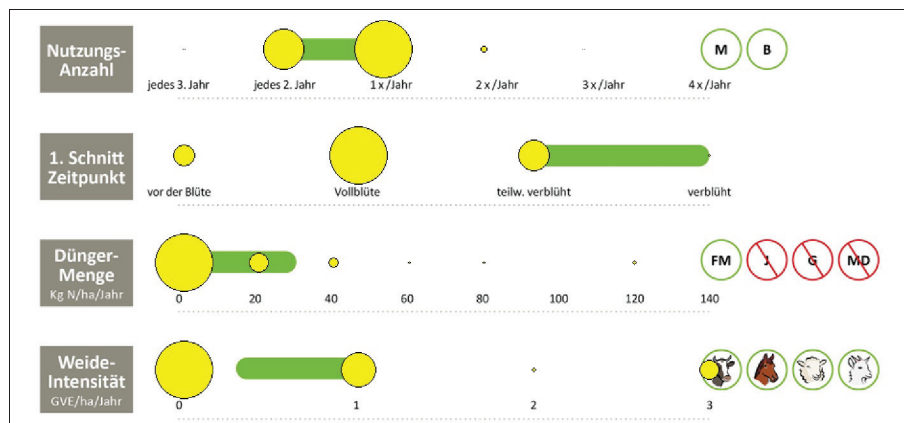 Nutzungs-
Anzahl
jedes 3. Jahr jedes 2. Jahr 1 x /Jahr 2 x /Jahr 3 x /Jahr 4 x /Jahr
M B
1. Schnitt
Zeitpunkt
vor der Blüte Vollblüte teilw. verblüht verblüht
Dünger-
Menge
Kg N/ha/Jahr
0 20 40 60 80 100 120 140
FM J G MD
Weide-
Intensität
GVE/ha/Jahr
0 1 2 3